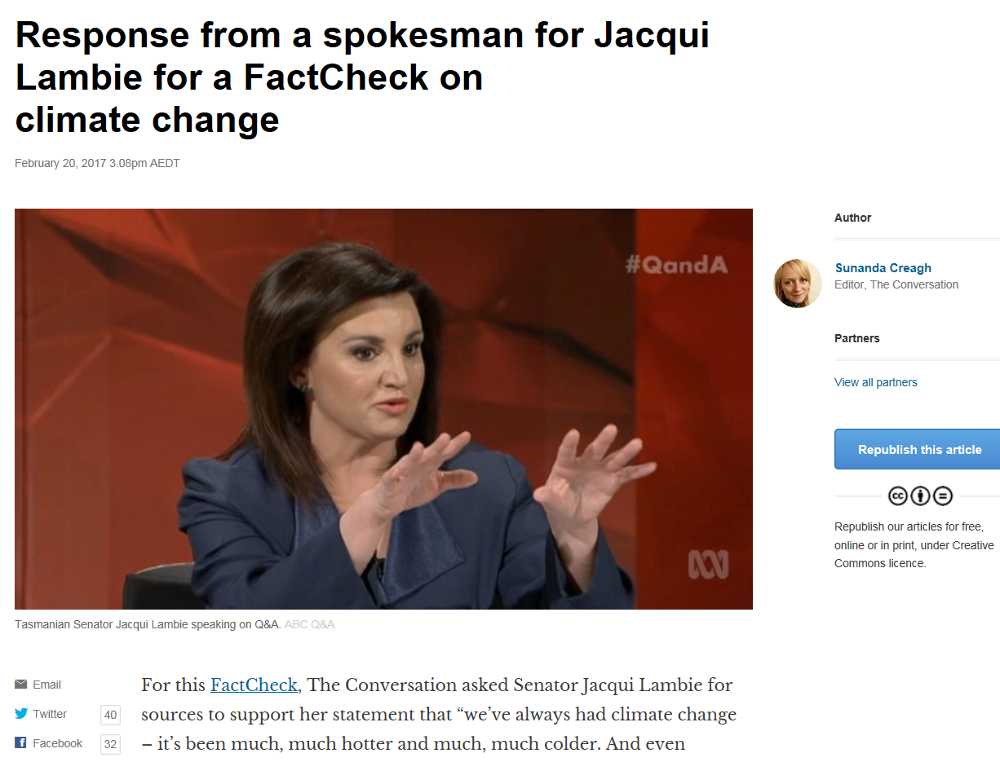 Response from a spokesman for Jacqui
Lambie for a FactCheck on
climate change
February 20, 2017 3.08pm AEDT
#QandA
Tasmanian Senator Jacqui Lambie speaking on Q&A. ABC Q&A
Author
Sunanda Creagh
Editor, The Conversation
Partners
View all partners
Republish this article
cc
Republish our articles for free,
online or in print, under Creative
Commons licence.
Email
Twitter 40
Facebook 32
For this FactCheck, The Conversation asked Senator Jacqui Lambie for
sources to support her statement that “we’ve always had climate change
– it’s been much, much hotter and much, much colder. And even